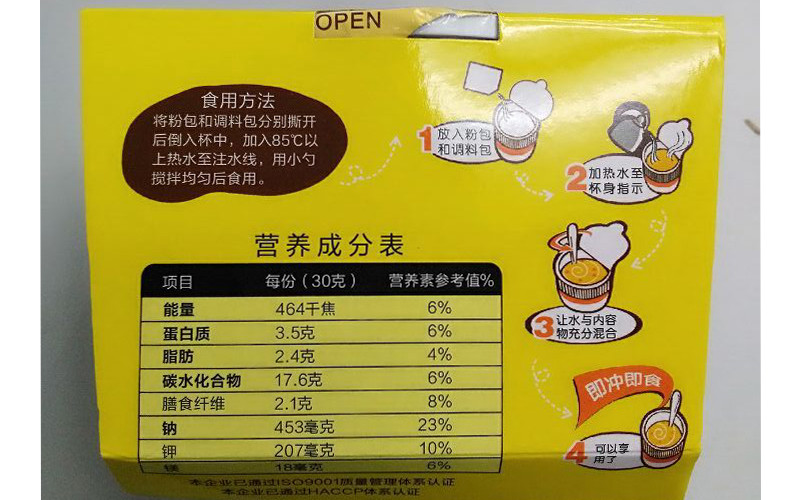 OPEN
食用方法
将粉包和调料包分别撕开
后倒入杯中，加入85℃以
上热水至注水线，用小勺
搅拌均匀后食用。
1 放入粉包
和调料包
2 加热水至
杯身指示
3 让水与内容
物充分混合
即冲即食
4 可以享
用了
营养成分表
项目 每份（30克） 营养素参考值%
能量 464千焦 6%
蛋白质 3.5克 6%
脂肪 2.4克 4%
碳水化合物 17.6克 6%
膳食纤维 2.1克 8%
钠 453毫克 23%
钾 207毫克 10%
镁 18毫克 6%
本企业已通过ISO9001质量管理体系认证
本企业已通过HACCP体系认证